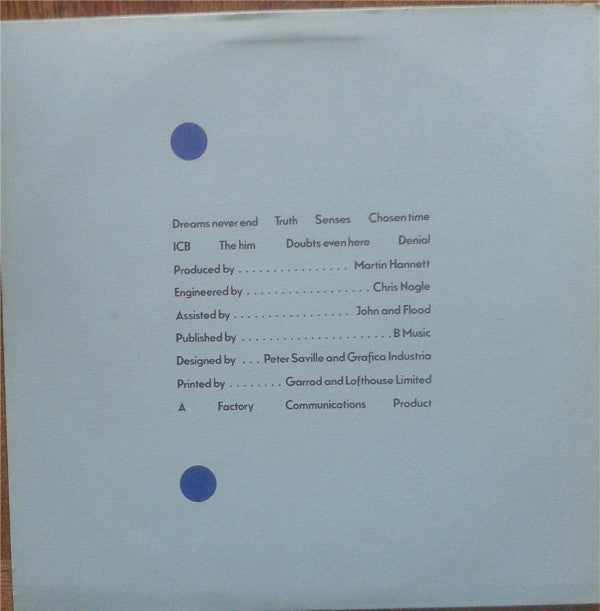 Dreams never end Truth Senses Chosen time
ICB The him Doubts even here Denial
Produced by . . . . . . . . . . . . . . . . Martin Hannett
Engineered by . . . . . . . . . . . . . . . . . . Chris Nagle
Assisted by . . . . . . . . . . . . . . . . . John and Flood
Published by . . . . . . . . . . . . . . . . . . . . . . B Music
Designed by . . . Peter Saville and Grafica Industria
Printed by . . . . . . . . Garrod and Lofthouse Limited
A Factory Communications Product